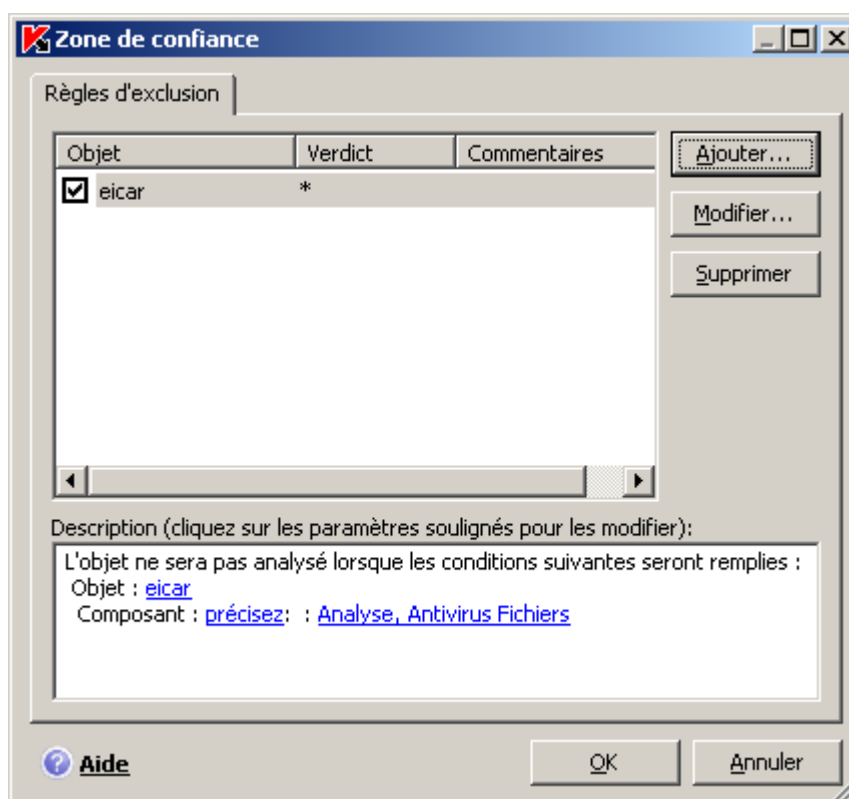 Zone de confiance
Règles d'exclusion
Objet Verdict Commentaires
eicar *
Ajouter...
Modifier...
Supprimer
Description (cliquez sur les paramètres soulignés pour les modifier):
L'objet ne sera pas analysé lorsque les conditions suivantes seront remplies :
Objet : eicar
Composant : précisez: : Analyse, Antivirus Fichiers
Aide
OK
Annuler